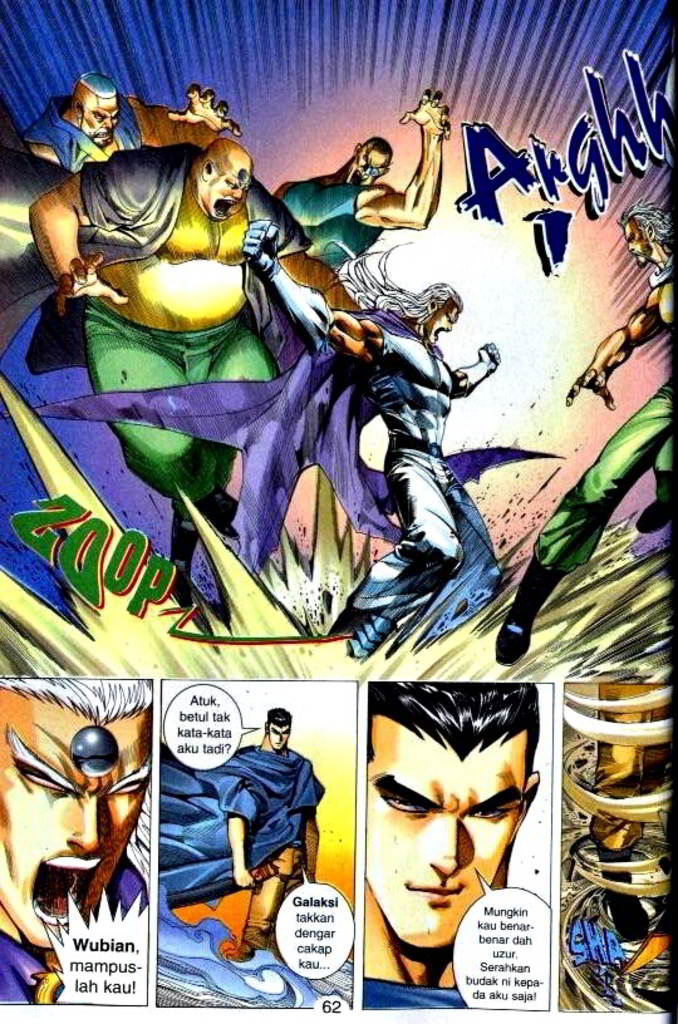 Arghh
ZOOP
Atuk,
betul tak
kata-kata
aku tadi?
Wubian,
mampus-
lah kau!
Galaksi
takkan
dengar
cakap
kau...
Mungkin
kau benar-
benar dah
uzur.
Serahkan
budak ni kepa-
da aku saja!
62